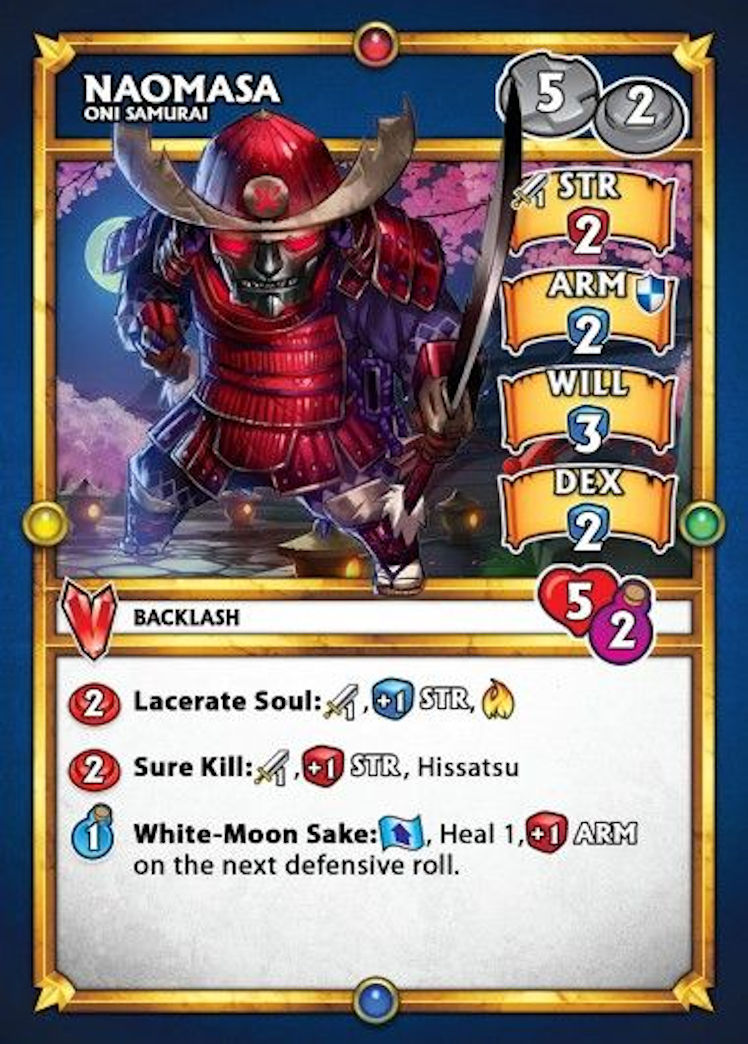 NAOMASA
ONI SAMURAI
5 2
STR
2
ARM
2
WILL
3
DEX
2
BACKLASH
5 2
2 Lacerate Soul: 1, +1 STR,
2 Sure Kill: 1, +1 STR, Hissatsu
1 White-Moon Sake: , Heal 1, +1 ARM
on the next defensive roll.